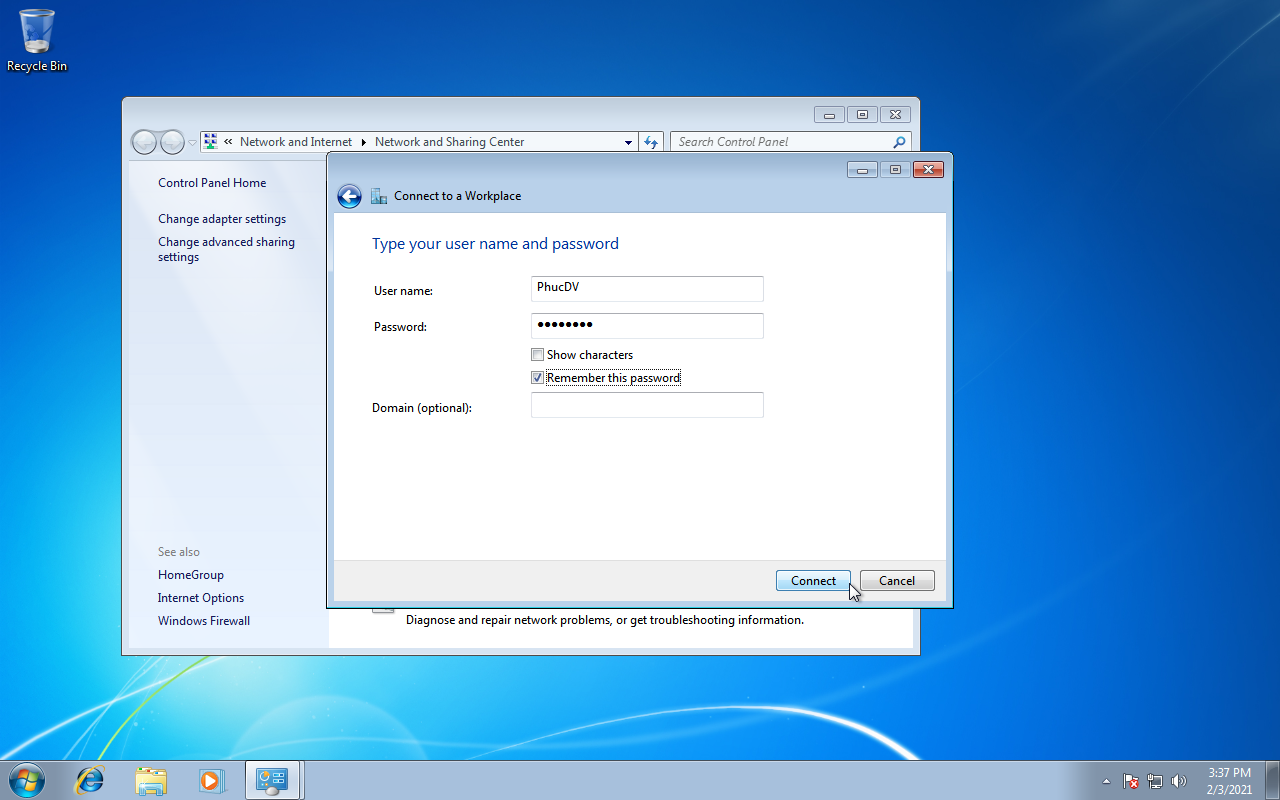 Recycle Bin
« Network and Internet Network and Sharing Center
Search Control Panel
Control Panel Home
Change adapter settings
Change advanced sharing
settings
See also
HomeGroup
Internet Options
Windows Firewall
Connect to a Workplace
Type your user name and password
User name:
PhucDV
Password:
●●●●●●●●
Show characters
Remember this password
Domain (optional):
Connect
Cancel
Diagnose and repair network problems, or get troubleshooting information.
3:37 PM
2/3/2021